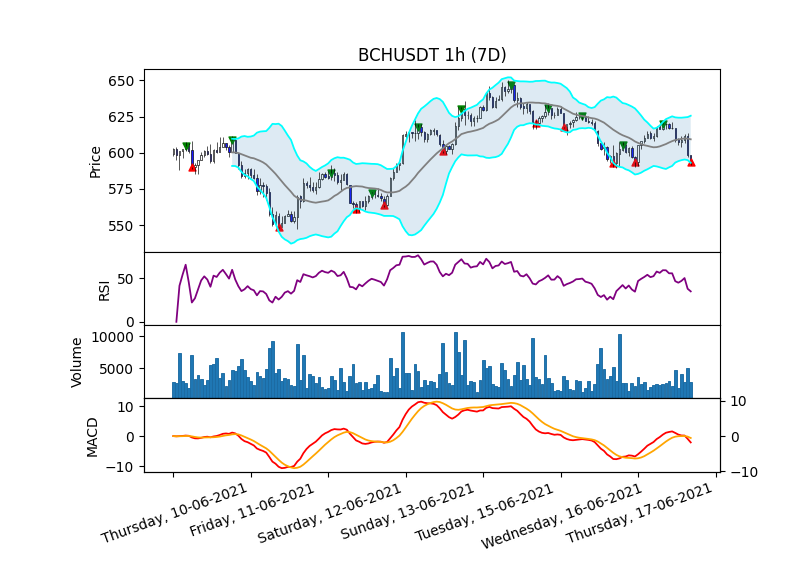 BCHUSDT 1h (7D)
650
625
600
575
550
Price
50
0
RSI
10000
5000
Volume
10
0
−10
MACD
10
0
−10
Thursday, 10-06-2021
Friday, 11-06-2021
Saturday, 12-06-2021
Sunday, 13-06-2021
Tuesday, 15-06-2021
Wednesday, 16-06-2021
Thursday, 17-06-2021